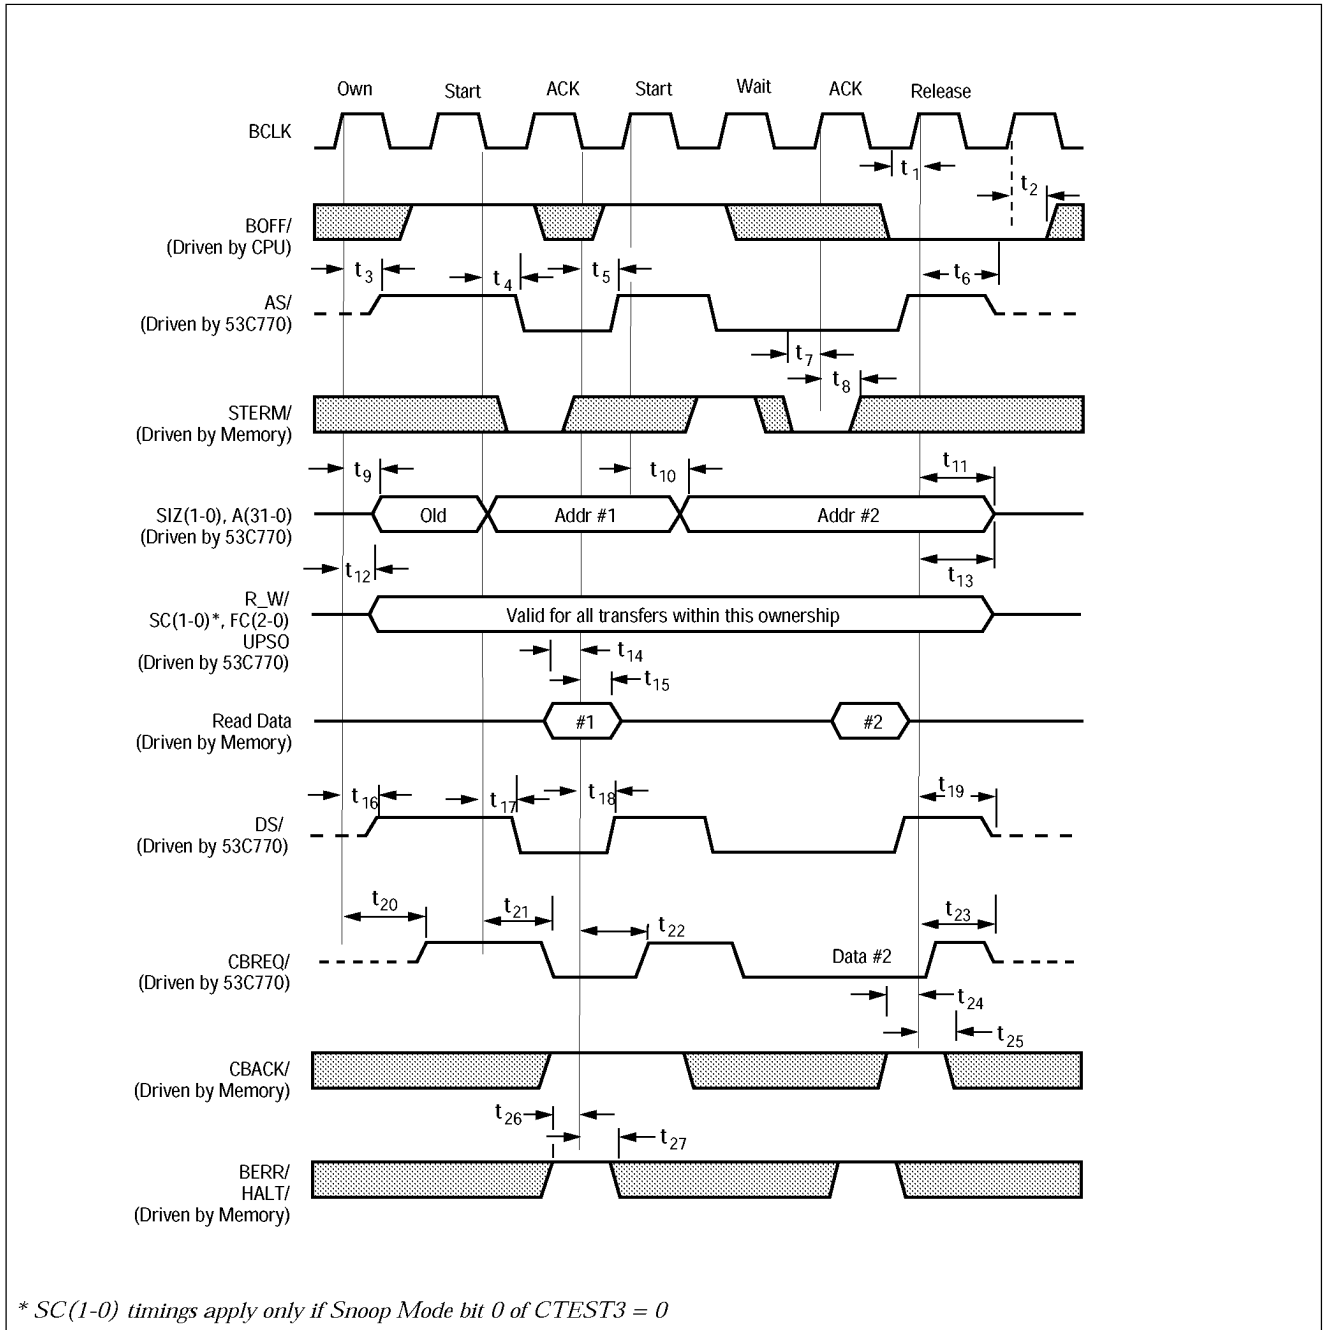 Own Start ACK Start Wait ACK Release
BCLK
t1
t2
BOFF/
(Driven by CPU)
t3 t4 t5 t6
AS/
(Driven by 53C770)
t7
t8
STERM/
(Driven by Memory)
t9 t10 t11
SIZ(1-0), A(31-0)
(Driven by 53C770)
Old Addr #1 Addr #2
t12 t13
R_W/
SC(1-0)*, FC(2-0)
UPSO
(Driven by 53C770)
Valid for all transfers within this ownership
t14
t15
Read Data
(Driven by Memory)
#1 #2
t16 t17 t18 t19
DS/
(Driven by 53C770)
t20 t21 t22 t23
CBREQ/
(Driven by 53C770)
Data #2
t24
t25
CBACK/
(Driven by Memory)
t26
t27
BERR/
HALT/
(Driven by Memory)
* SC(1-0) timings apply only if Snoop Mode bit 0 of CTEST3 = 0